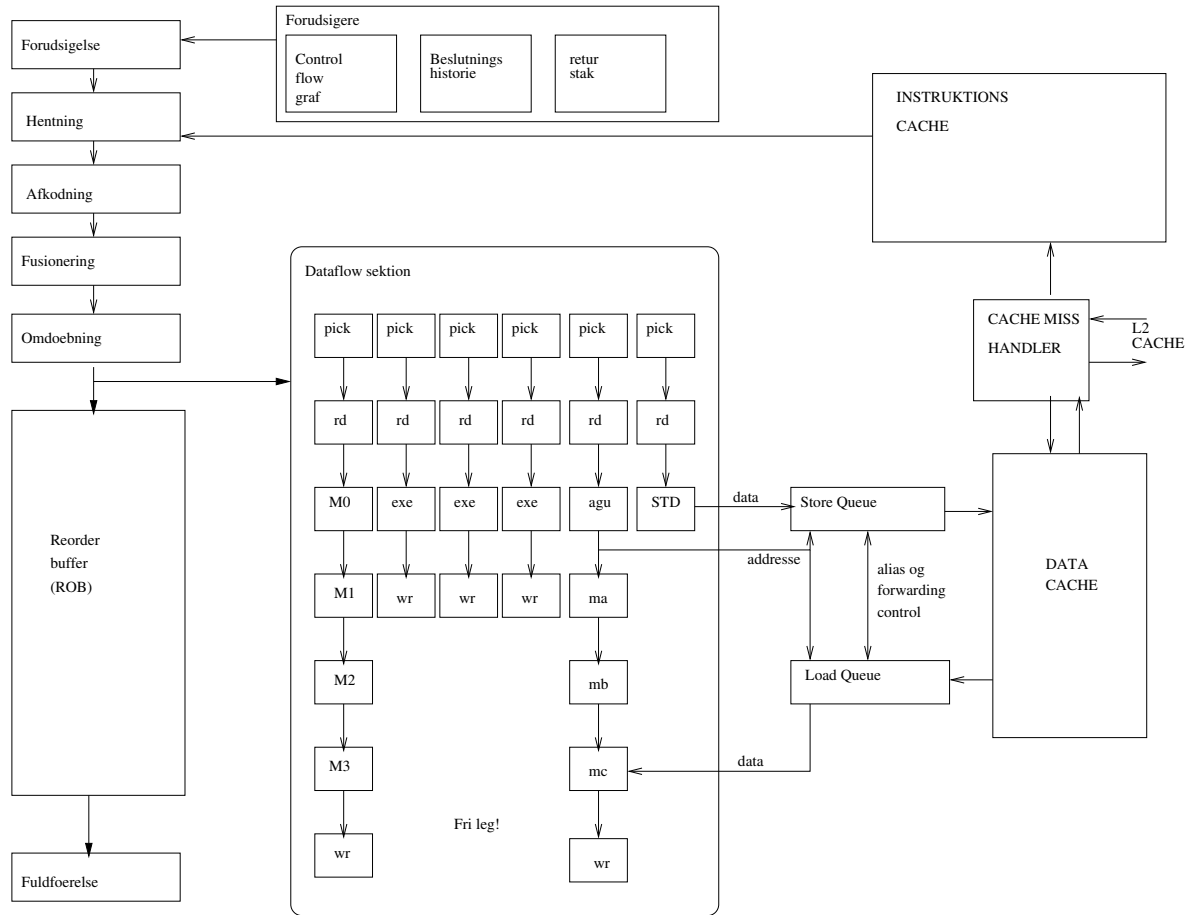 Forudsigere
Forudsigelse
Control
flow
graf
Beslutnings
historie
retur
stak
Hentning
INSTRUKTIONS
CACHE
Afkodning
Fusionering
Dataflow sektion
Omdoebning
pick
pick
pick
pick
pick
pick
CACHE MISS
HANDLER
L2
CACHE
rd
rd
rd
rd
rd
rd
M0
exe
exe
exe
agu
STD
data
Store Queue
Reorder
buffer
(ROB)
addresse
alias og
forwarding
control
DATA
CACHE
M1
wr
wr
wr
ma
M2
mb
Load Queue
M3
mc
data
Fri leg!
wr
wr
Fuldfoerelse